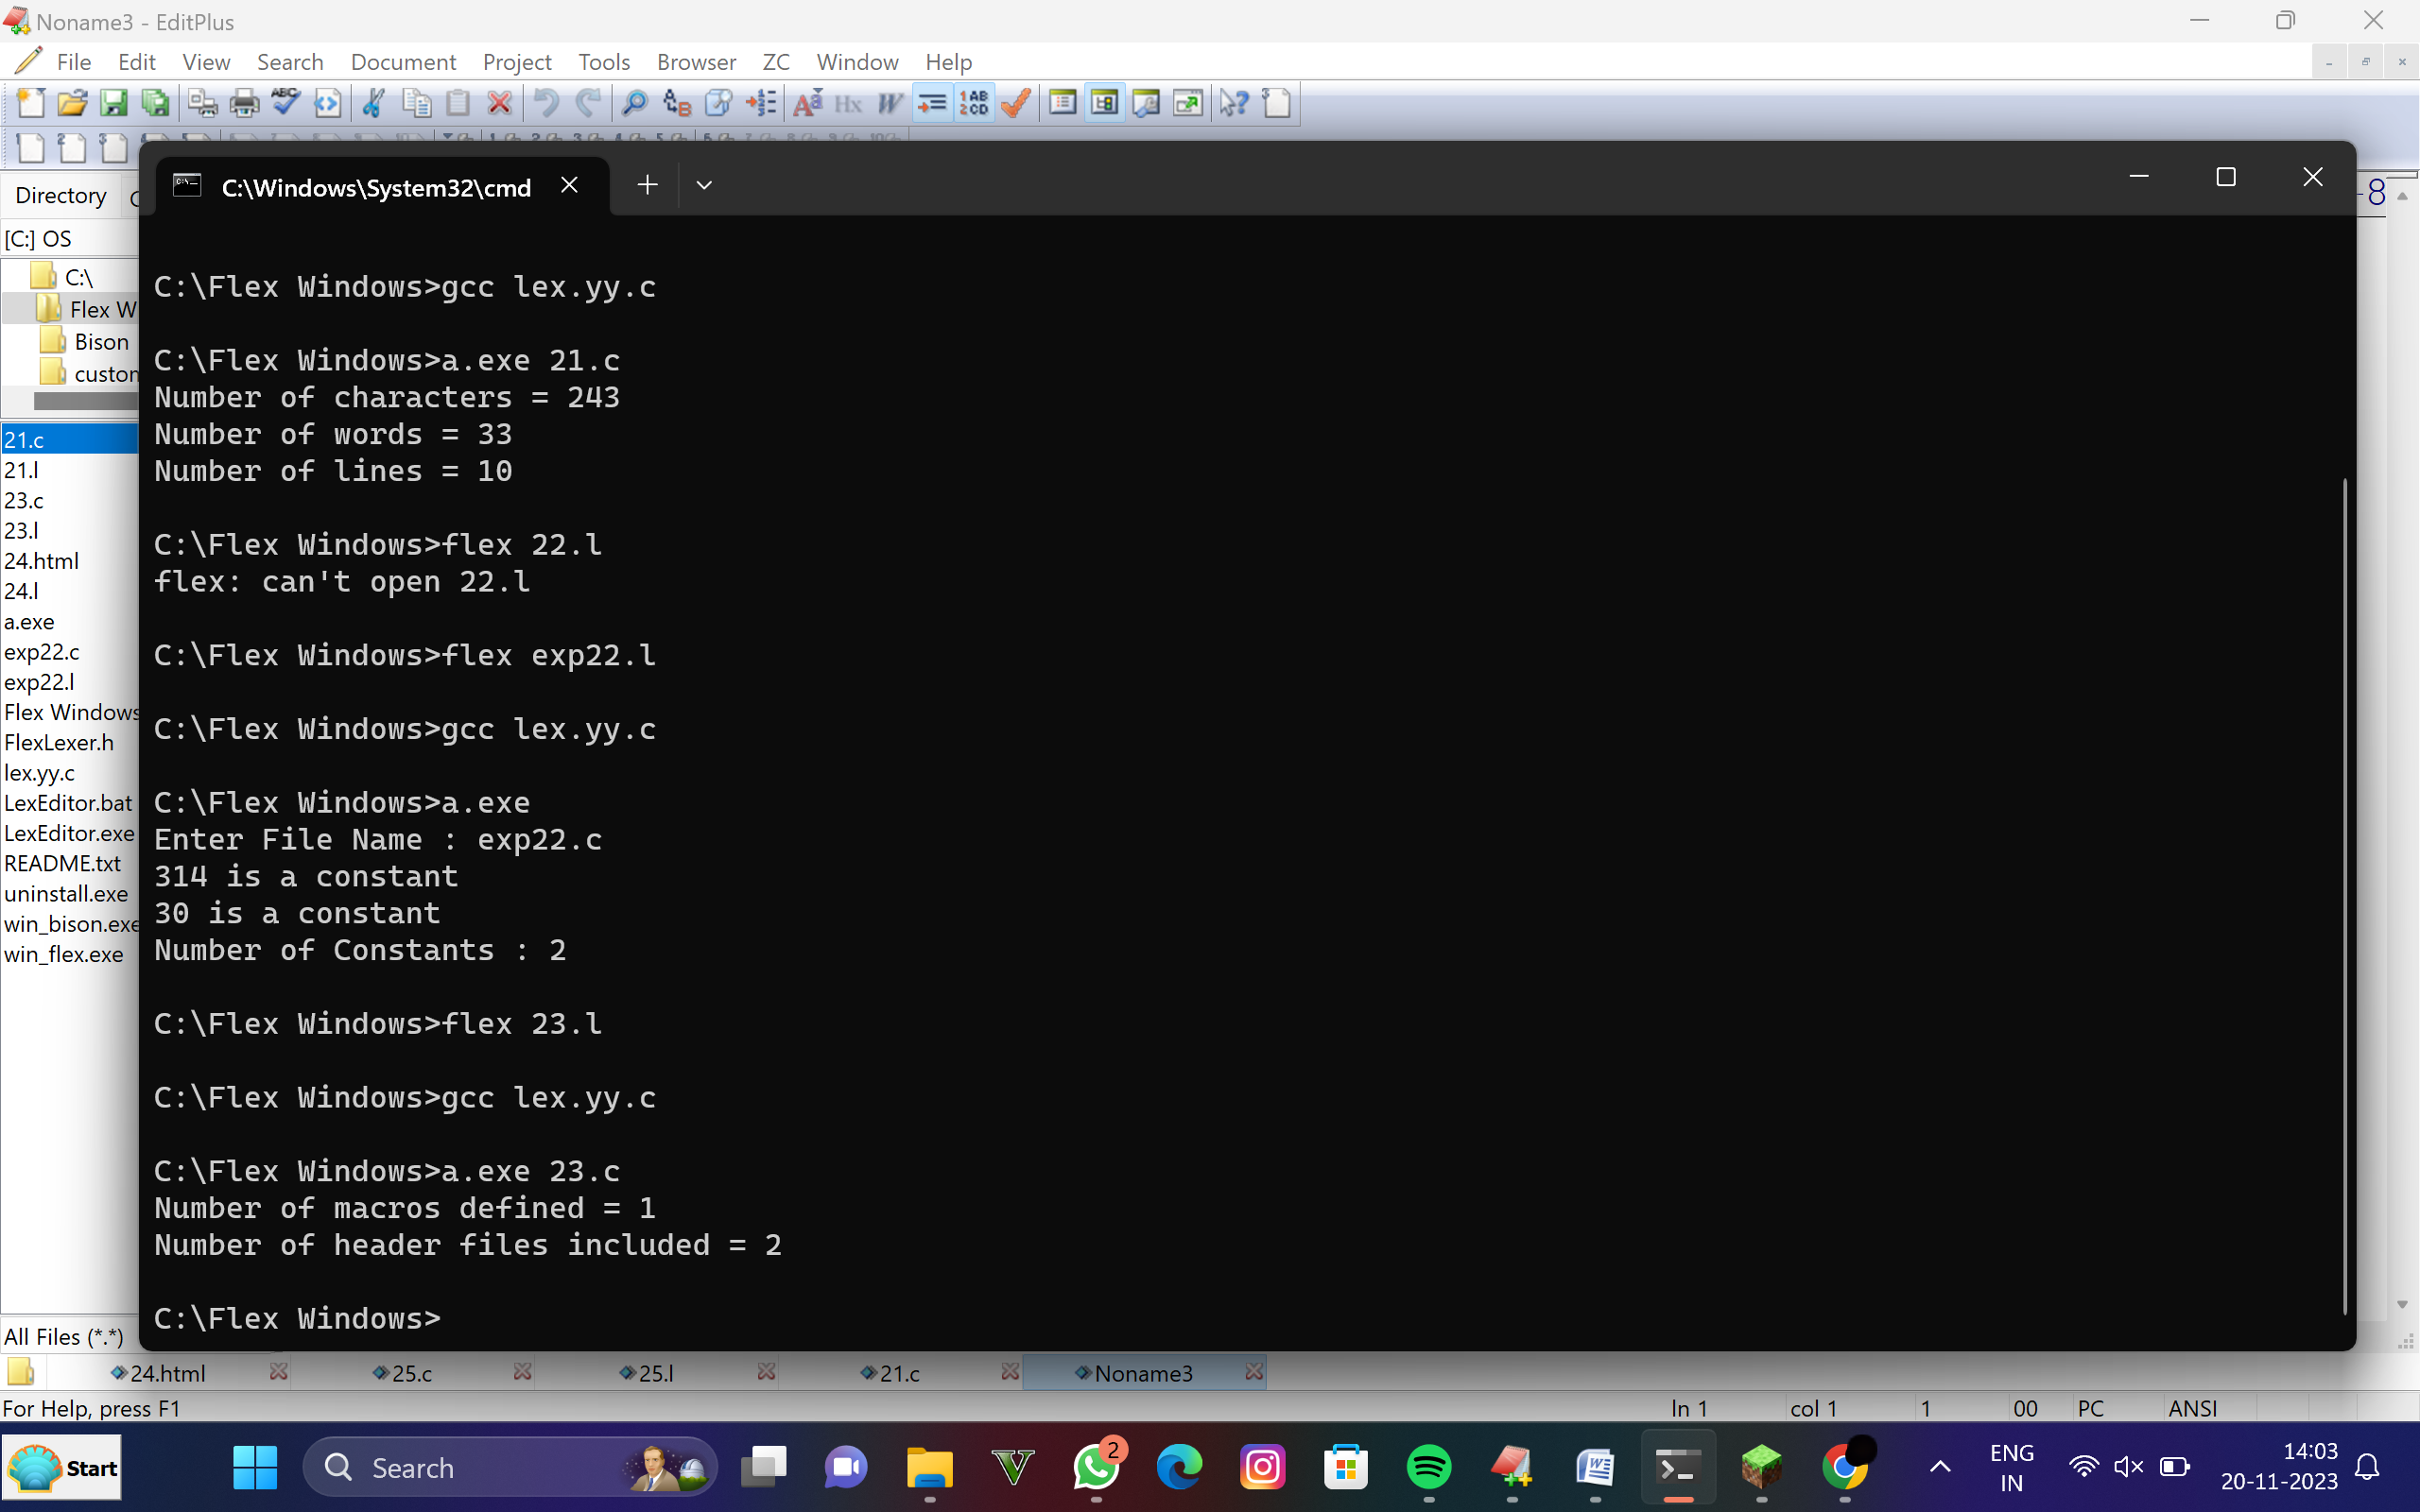 Noname3 - EditPlus
File Edit View Search Document Project Tools Browser ZC Window Help
Directory
C:\Windows\System32\cmd
-8
[C:] OS
C:\
Flex W
Bison
custon
21.c
21.l
23.c
23.l
24.html
24.l
a.exe
exp22.c
exp22.l
Flex Windows
FlexLexer.h
lex.yy.c
LexEditor.bat
LexEditor.exe
README.txt
uninstall.exe
win_bison.exe
win_flex.exe
All Files (*.*)
C:\Flex Windows>gcc lex.yy.c
C:\Flex Windows>a.exe 21.c
Number of characters = 243
Number of words = 33
Number of lines = 10
C:\Flex Windows>flex 22.l
flex: can't open 22.l
C:\Flex Windows>flex exp22.l
C:\Flex Windows>gcc lex.yy.c
C:\Flex Windows>a.exe
Enter File Name : exp22.c
314 is a constant
30 is a constant
Number of Constants : 2
C:\Flex Windows>flex 23.l
C:\Flex Windows>gcc lex.yy.c
C:\Flex Windows>a.exe 23.c
Number of macros defined = 1
Number of header files included = 2
C:\Flex Windows>
24.html 25.c 25.l 21.c Noname3
For Help, press F1 ln 1 col 1 1 00 PC ANSI
Start Search 2 ENG 14:03
IN 20-11-2023